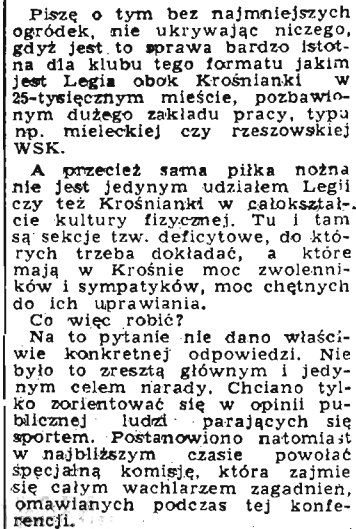 Piszę o tym bez najmniejszych
ogródek, nie ukrywając niczego,
gdyż jest to sprawa bardzo istot-
na dla klubu tego formatu jakim
jest Legia obok Krośnianki w
25-tysięcznym mieście, pozbawio-
nym dużego zakładu pracy, typu
np. mieleckiej czy rzeszowskiej
WSK.
A przecież sama piłka nożna
nie jest jedynym udziałem Legii
czy też Krośnianki w całokształ-
cie kultury fizycznej. Tu i tam
są sekcje tzw. deficytowe, do któ-
rych trzeba dokładać, a które
mają w Krośnie moc zwolenni-
ków i sympatyków, moc chętnych
do ich uprawiania.
Co więc robić?
Na to pytanie nie dano właści-
wie konkretnej odpowiedzi. Nie
było to zresztą głównym i jedy-
nym celem narady. Chciano tyl-
ko zorientować się w opinii pu-
blicznej ludzi parających się
sportem. Postanowiono natomiast
w najbliższym czasie powołać
specjalną komisję, która zajmie
się całym wachlarzem zagadnień,
omawianych podczas tej konfe-
rencji.